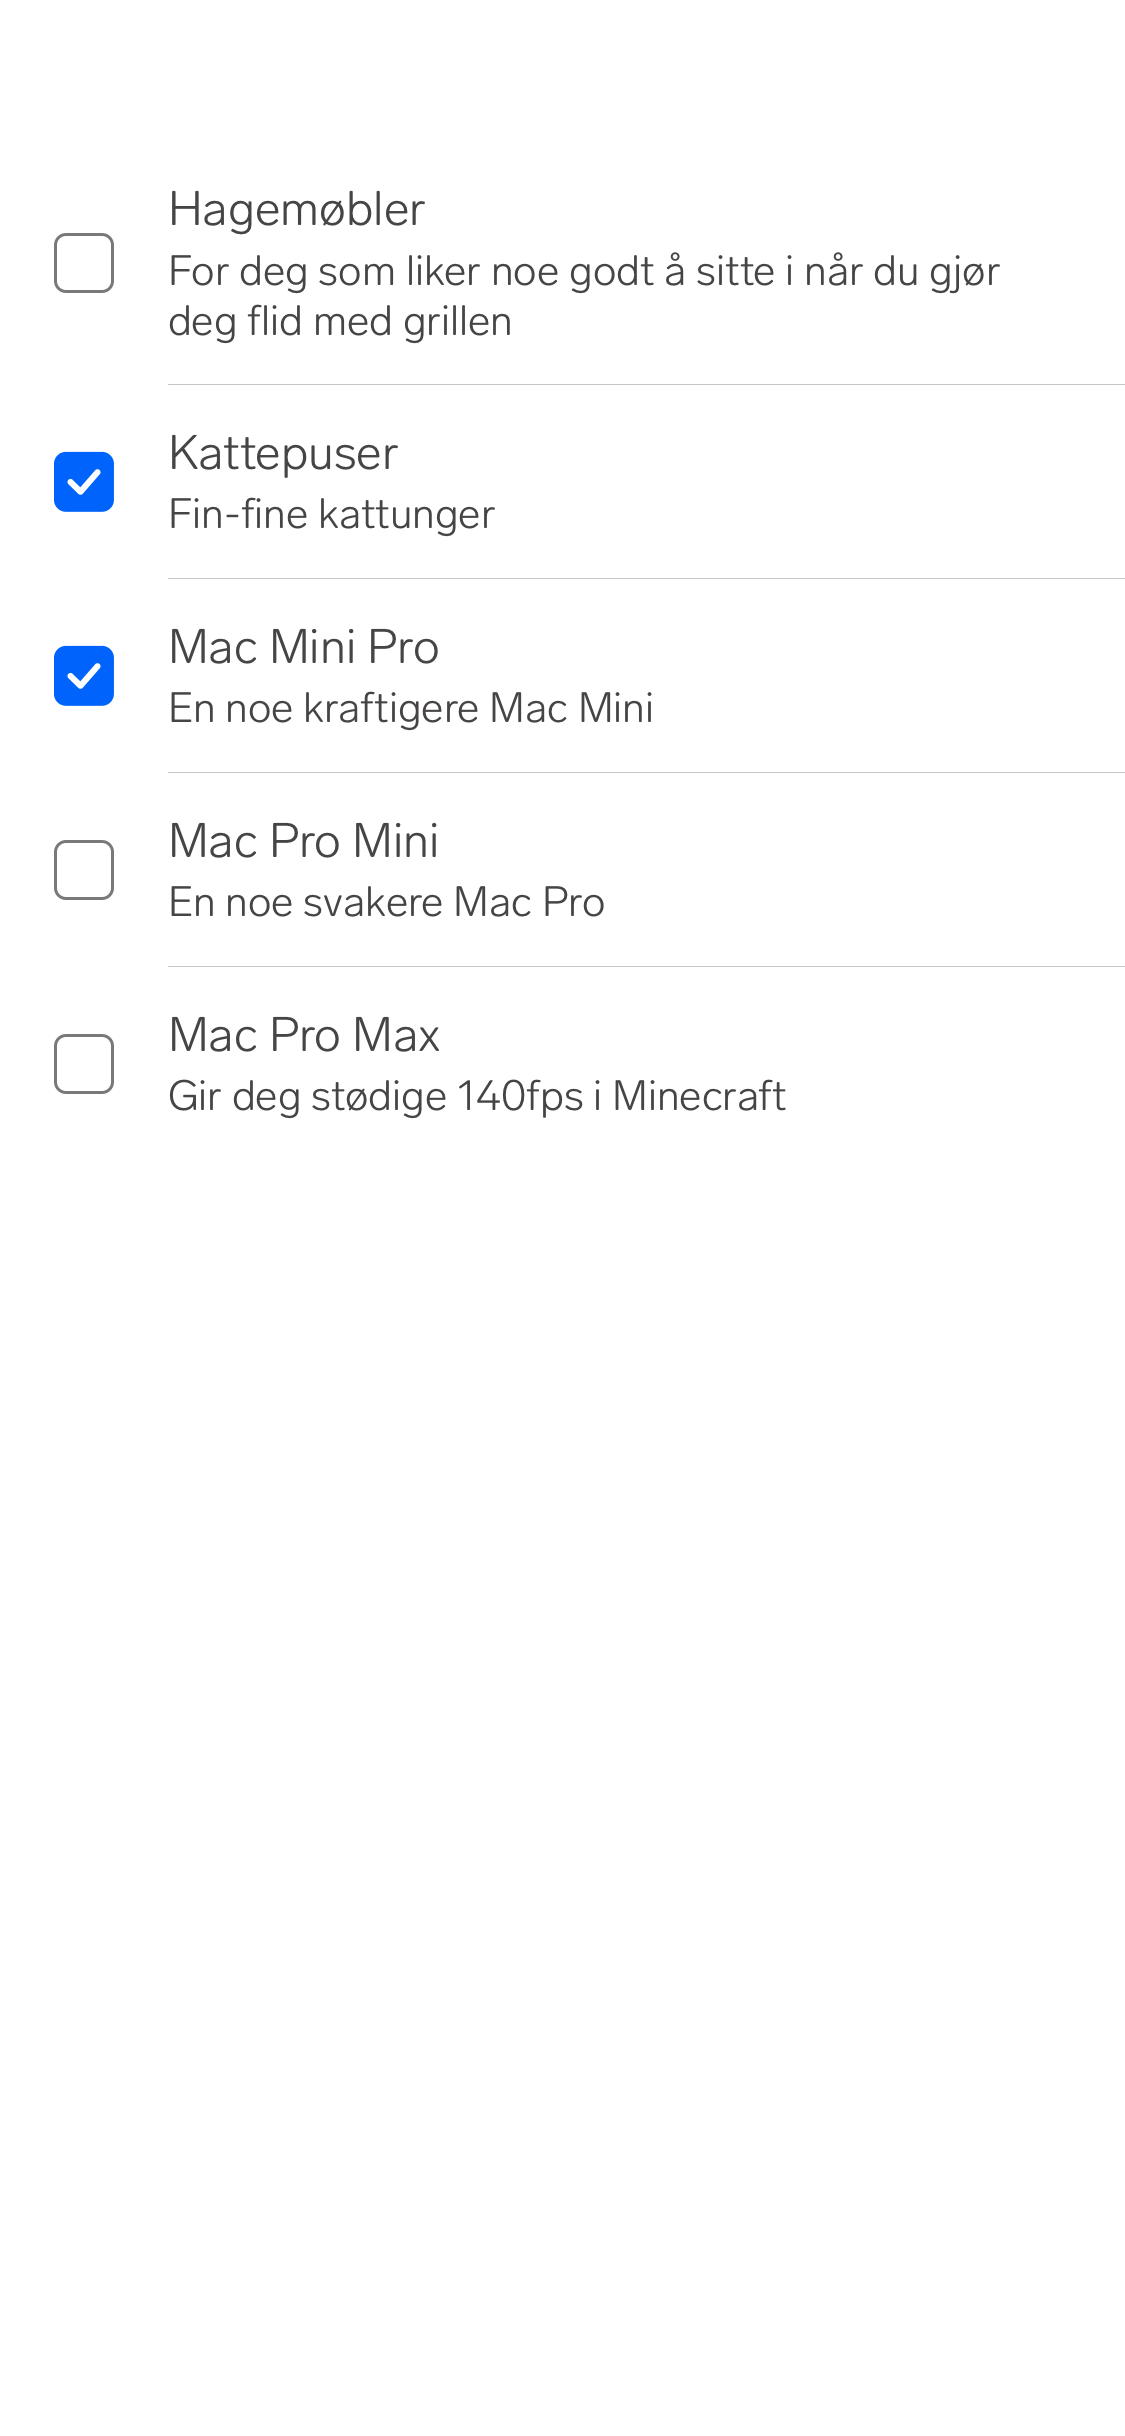 Hagemøbler
For deg som liker noe godt å sitte i når du gjør
deg flid med grillen
Kattepuser
Fin-fine kattunger
Mac Mini Pro
En noe kraftigere Mac Mini
Mac Pro Mini
En noe svakere Mac Pro
Mac Pro Max
Gir deg stødige 140fps i Minecraft